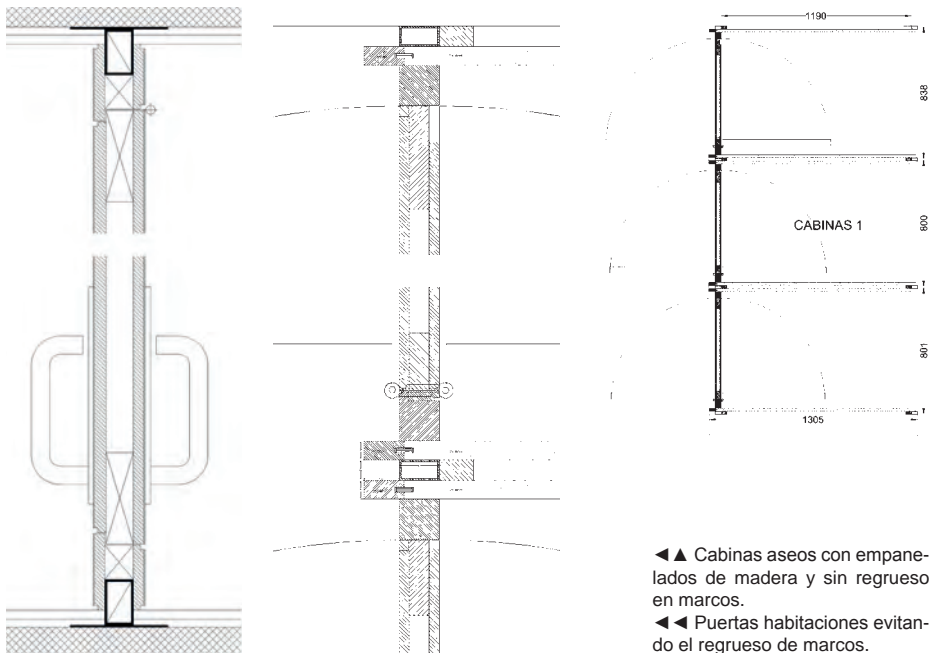 1190
838
CABINAS 1
800
801
1305
◄▲ Cabinas aseos con empane-
lados de madera y sin regrueso
en marcos.
◄◄ Puertas habitaciones evitan-
do el regrueso de marcos.